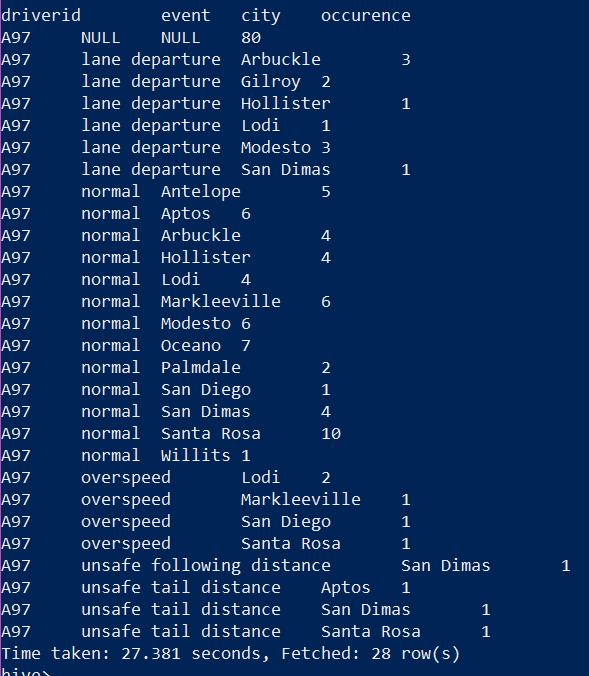 driverid event city occurence
A97 NULL NULL 80
A97 lane departure Arbuckle 3
A97 lane departure Gilroy 2
A97 lane departure Hollister 1
A97 lane departure Lodi 1
A97 lane departure Modesto 3
A97 lane departure San Dimas 1
A97 normal Antelope 5
A97 normal Aptos 6
A97 normal Arbuckle 4
A97 normal Hollister 4
A97 normal Lodi 4
A97 normal Markleeville 6
A97 normal Modesto 6
A97 normal Oceano 7
A97 normal Palmdale 2
A97 normal San Diego 1
A97 normal San Dimas 4
A97 normal Santa Rosa 10
A97 normal Willits 1
A97 overspeed Lodi 2
A97 overspeed Markleeville 1
A97 overspeed San Diego 1
A97 overspeed Santa Rosa 1
A97 unsafe following distance San Dimas 1
A97 unsafe tail distance Aptos 1
A97 unsafe tail distance San Dimas 1
A97 unsafe tail distance Santa Rosa 1
Time taken: 27.381 seconds, Fetched: 28 row(s)
hive>